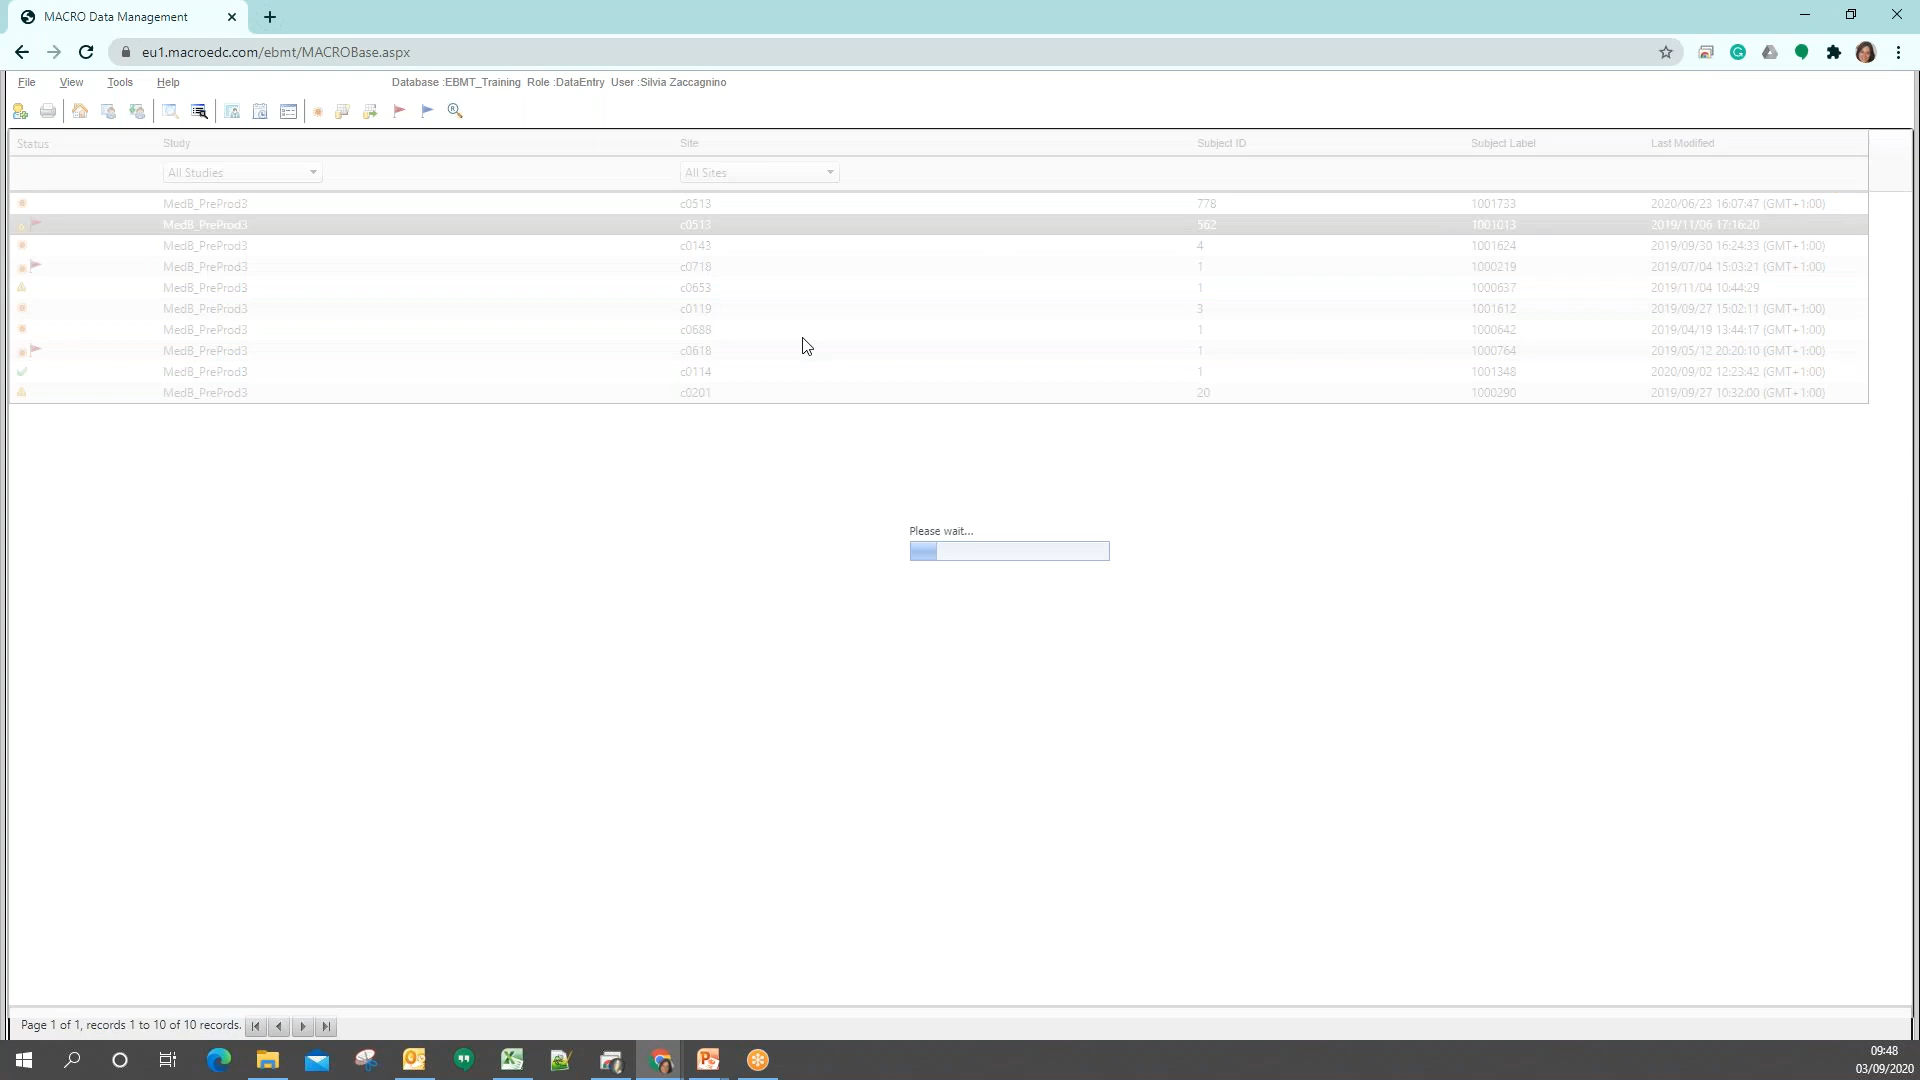 MACRO Data Management
eu1.macroedc.com/ebmt/MACROBase.aspx
File View Tools Help Database :EBMT_Training Role :DataEntry User :Silvia Zaccagnino
Status Study Site Subject ID Subject Label Last Modified
All Studies All Sites
MedB_PreProd3 c0513 778 1001733 2020/06/23 16:07:47 (GMT+1:00)
MedB_PreProd3 c0513 562 1001013 2019/11/06 17:16:20
MedB_PreProd3 c0143 4 1001624 2019/09/30 16:24:33 (GMT+1:00)
MedB_PreProd3 c0718 1 1000219 2019/07/04 15:03:21 (GMT+1:00)
MedB_PreProd3 c0653 1 1000637 2019/11/04 10:44:29
MedB_PreProd3 c0119 3 1001612 2019/09/27 15:02:11 (GMT+1:00)
MedB_PreProd3 c0688 1 1000642 2019/04/19 13:44:17 (GMT+1:00)
MedB_PreProd3 c0618 1 1000764 2019/05/12 20:20:10 (GMT+1:00)
MedB_PreProd3 c0114 1 1001348 2020/09/02 12:23:42 (GMT+1:00)
MedB_PreProd3 c0201 20 1000290 2019/09/27 10:32:00 (GMT+1:00)
Please wait...
Page 1 of 1, records 1 to 10 of 10 records.
09:48
03/09/2020